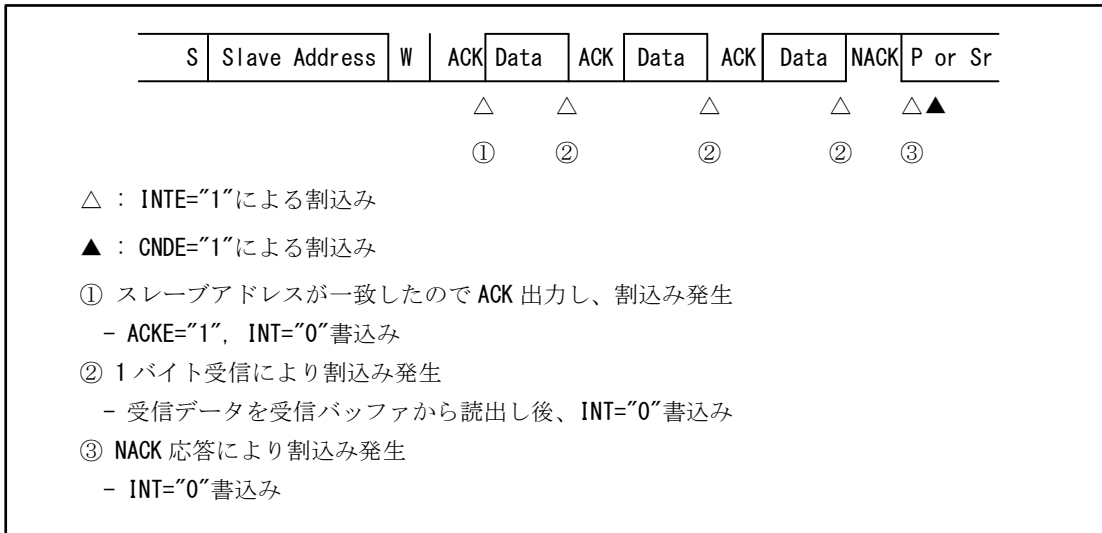 S Slave Address W ACK Data ACK Data ACK Data NACK P or Sr
△ △ △ △ △▲
① ② ② ② ③
△ : INTE="1"による割込み
▲ : CNDE="1"による割込み
① スレーブアドレスが一致したので ACK 出力し、割込み発生
- ACKE="1", INT="0"書込み
② 1 バイト受信により割込み発生
- 受信データを受信バッファから読出し後、INT="0"書込み
③ NACK 応答により割込み発生
- INT="0"書込み